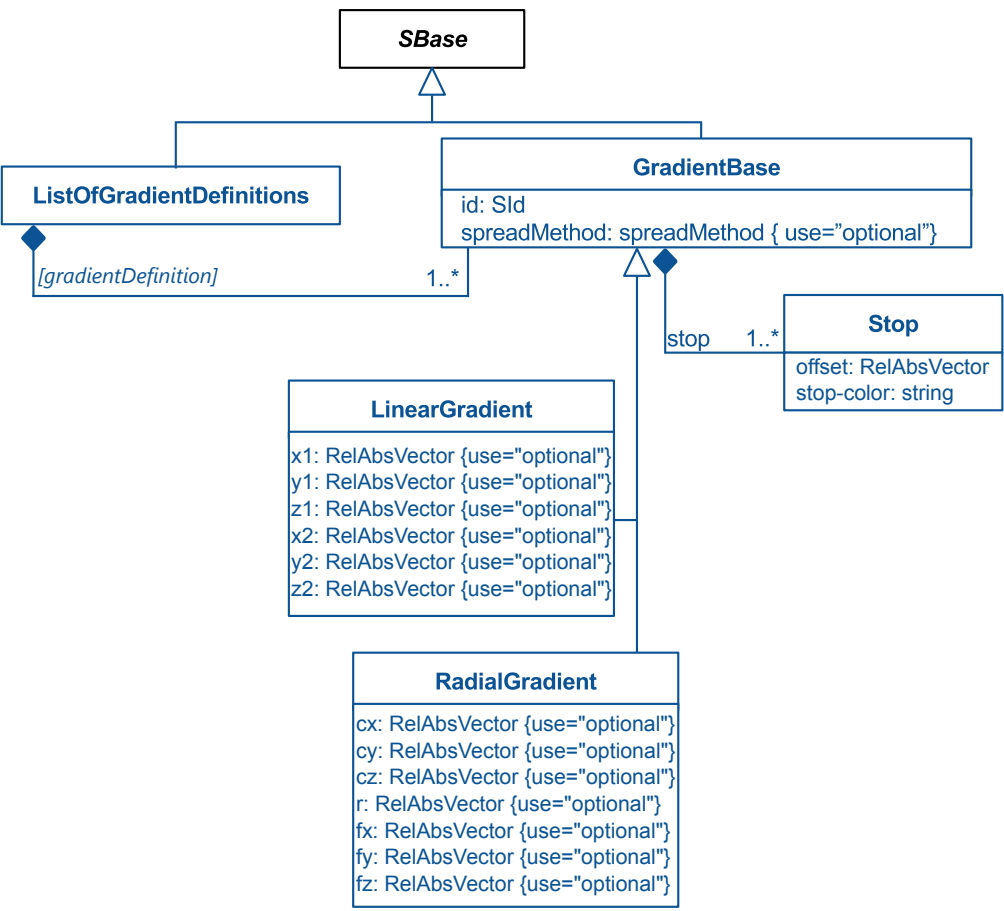 SBase
ListOfGradientDefinitions
GradientBase
id: SId
spreadMethod: spreadMethod { use=”optional”}
[gradientDefinition]
1..*
stop
1..*
Stop
offset: RelAbsVector
stop-color: string
LinearGradient
x1: RelAbsVector {use="optional"}
y1: RelAbsVector {use="optional"}
z1: RelAbsVector {use="optional"}
x2: RelAbsVector {use="optional"}
y2: RelAbsVector {use="optional"}
z2: RelAbsVector {use="optional"}
RadialGradient
cx: RelAbsVector {use="optional"}
cy: RelAbsVector {use="optional"}
cz: RelAbsVector {use="optional"}
r: RelAbsVector {use="optional"}
fx: RelAbsVector {use="optional"}
fy: RelAbsVector {use="optional"}
fz: RelAbsVector {use="optional"}